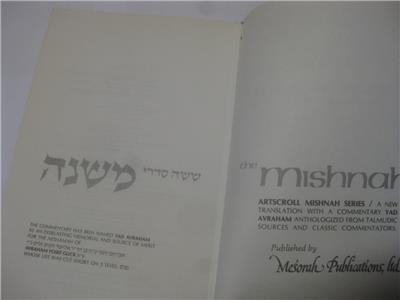 ששה סדרי משנה
THE COMMENTARY HAS BEEN NAMED YAD AVRAHAM
AS AN EVERLASTING MEMORIAL AND SOURCE OF MERIT
FOR THE NESHAMAH OF
AVRAHAM YOSEF GLICK
WHOSE LIFE WAS CUT SHORT ON 3 TEVES,
the mishnah
ARTSCROLL MISHNAH SERIES / A NEW
TRANSLATION WITH A COMMENTARY YAD
AVRAHAM ANTHOLOGIZED FROM TALMUDIC
SOURCES AND CLASSIC COMMENTATORS
Published by
Mesorah Publications, ltd